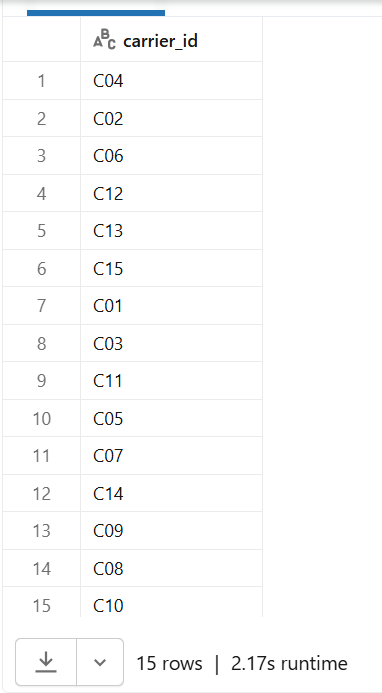 ABC carrier_id
1 C04
2 C02
3 C06
4 C12
5 C13
6 C15
7 C01
8 C03
9 C11
10 C05
11 C07
12 C14
13 C09
14 C08
15 C10
15 rows | 2.17s runtime